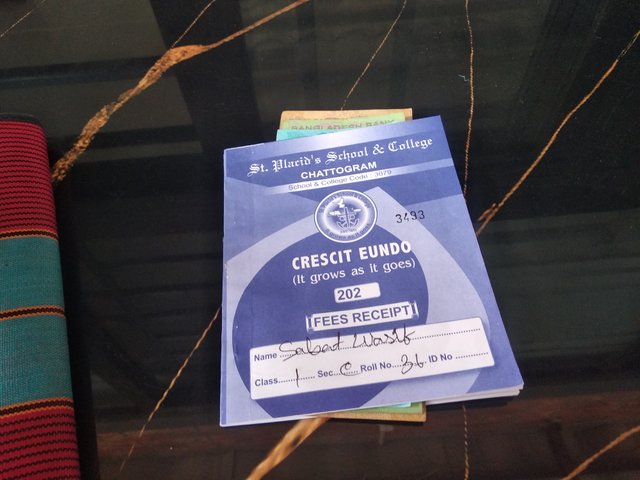 BANGLADESH BANK
St. Placid's School & College
CHATTOGRAM
School & College Code : 3079
3493
CRESCIT EUNDO
(It grows as it goes)
202
FEES RECEIPT
Name Sabat Wasif
Class 1 Sec. C Roll No 36 ID No